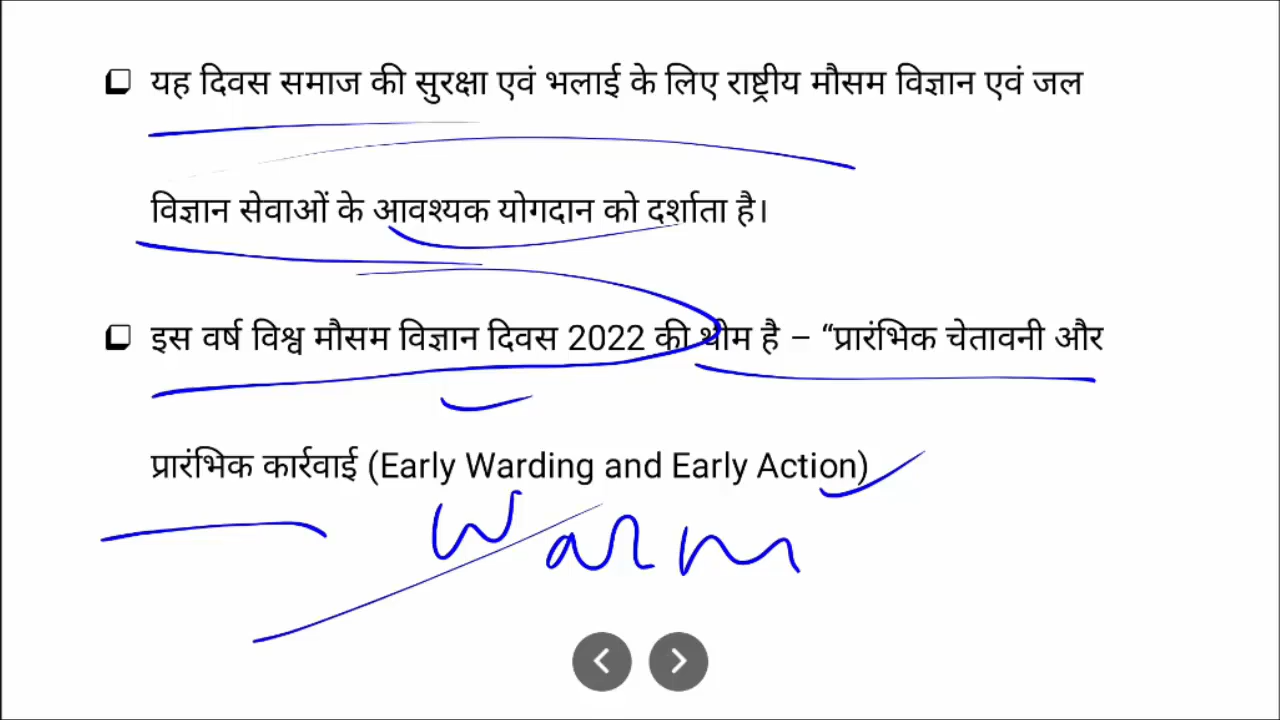 यह दिवस समाज की सुरक्षा एवं भलाई के लिए राष्ट्रीय मौसम विज्ञान एवं जल
विज्ञान सेवाओं के आवश्यक योगदान को दर्शाता है।
इस वर्ष विश्व मौसम विज्ञान दिवस 2022 की थीम है – “प्रारंभिक चेतावनी और
प्रारंभिक कार्रवाई (Early Warding and Early Action)
Warm